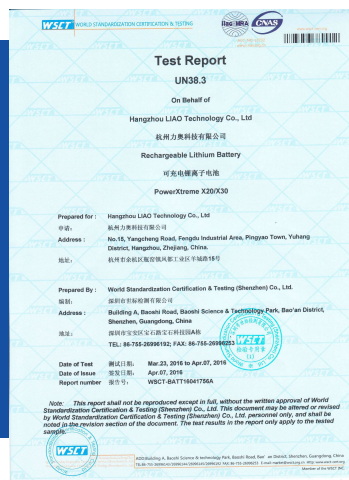 WSCT WORLD STANDARDIZATION CERTIFICATION & TESTING
ilac-MRA CNAS
Test Report
UN38.3
On Behalf of
Hangzhou LIAO Technology Co., Ltd
杭州力奥科技有限公司
Rechargeable Lithium Battery
可充电锂离子电池
PowerXtreme X20/X30
Prepared for : Hangzhou LIAO Technology Co., Ltd
申请: 杭州力奥科技有限公司
Address : No.15, Yangcheng Road, Fengdu Industrial Area, Pingyao Town, Yuhang
District, Hangzhou, Zhejiang, China.
地址: 杭州市余杭区瓶窑镇凤都工业区羊城路15号
Prepared By : World Standardization Certification & Testing (Shenzhen) Co., Ltd.
编制: 深圳市世标检测有限公司
Address : Building A, Baoshi Road, Baoshi Science & Technology Park, Bao'an District,
Shenzhen, Guangdong, China
地址: 深圳市宝安区宝石路宝石科技园A栋
TEL: 86-755-26996192; FAX: 86-755-26996253
WSCT
Date of Test 测试日期: Mar.23, 2016 to Apr.07, 2016
Date of Issue 签发日期: Apr.07, 2016
Report number 报告号: WSCT-BATT16041756A
Note: This report shall not be reproduced except in full, without the written approval of World
Standardization Certification & Testing (Shenzhen) Co., Ltd. This document may be altered or revised
by World Standardization Certification & Testing (Shenzhen) Co., Ltd. personnel only, and shall be
noted in the revision section of the document. The test results in the report only apply to the tested
sample.
WSCT
Member of the WSCT INC